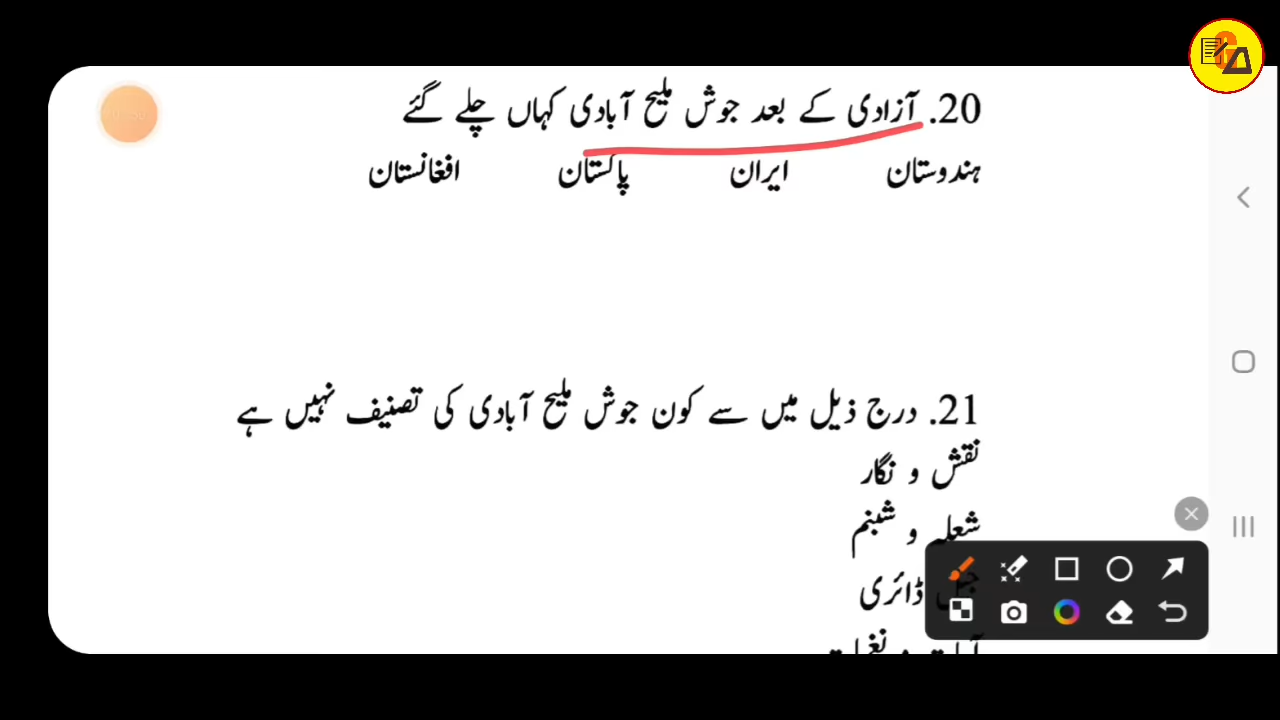 20. آزادی کے بعد جوش ملیح آبادی کہاں چلے گئے
ہندوستان ایران پاکستان افغانستان
21. درج ذیل میں سے کون جوش ملیح آبادی کی تصنیف نہیں ہے
نقش و نگار
شعلہ و شبنم
ڈائری